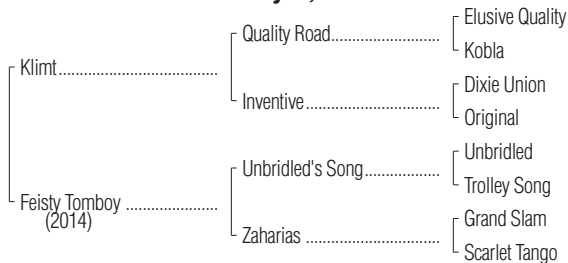 Elusive Quality
Quality Road
Kobla
Klimt
Dixie Union
Inventive
Original
Unbridled
Unbridled's Song
Trolley Song
Feisty Tomboy
(2014)
Grand Slam
Zaharias
Scarlet Tango